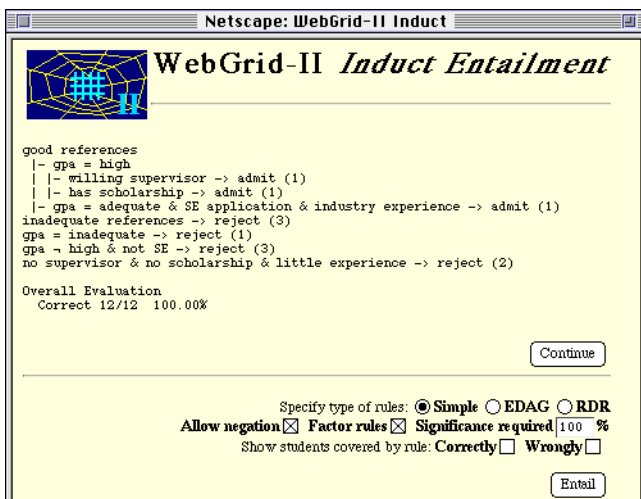 Netscape: WebGrid-II Induct
WebGrid-II Induct Entailment
II
good references
|- gpa = high
| |- willing supervisor -> admit (1)
| |- has scholarship -> admit (1)
|- gpa = adequate & SE application & industry experience -> admit (1)
inadequate references -> reject (3)
gpa = inadequate -> reject (1)
gpa ¬ high & not SE -> reject (3)
no supervisor & no scholarship & little experience -> reject (2)
Overall Evaluation
Correct 12/12 100.00%
Continue
Specify type of rules: Simple EDAG RDR
Allow negation Factor rules Significance required 100 %
Show students covered by rule: Correctly Wrongly
Entail